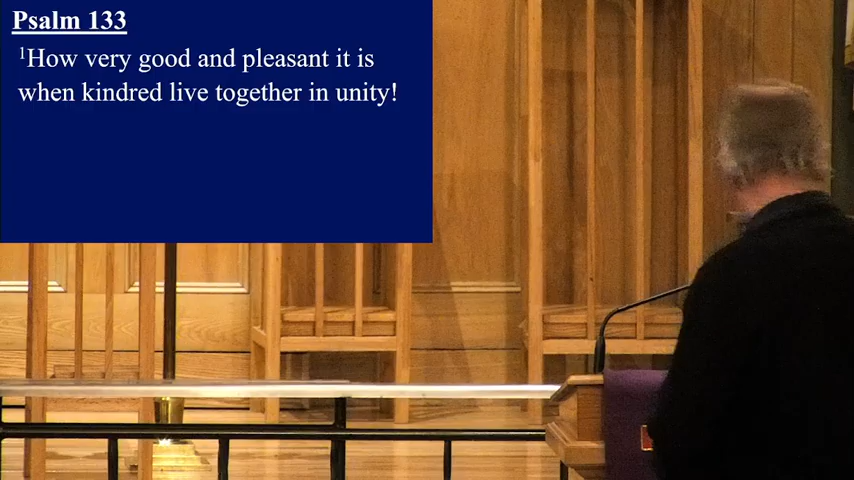 Psalm 133
¹How very good and pleasant it is
when kindred live together in unity!